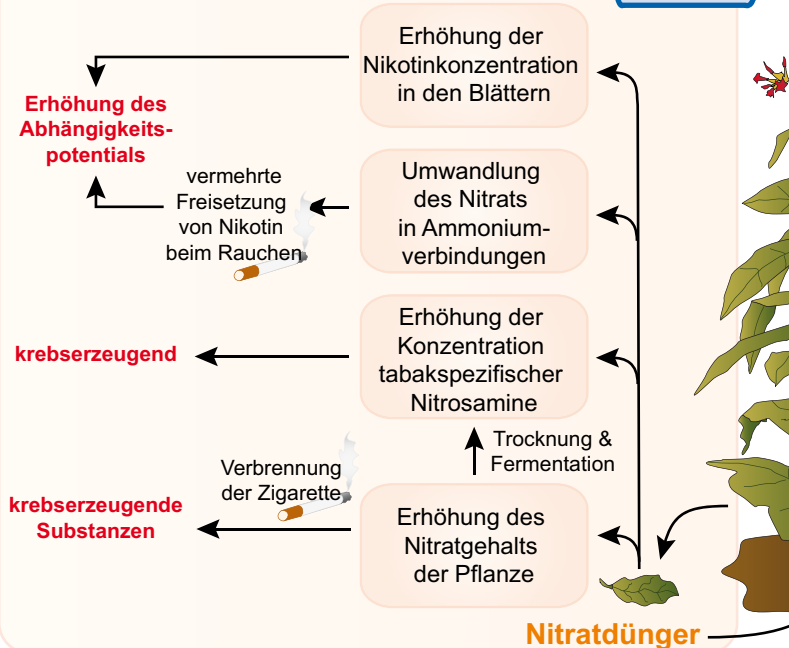 Erhöhung der
Nikotinkonzentration
in den Blättern
Erhöhung des
Abhängigkeits-
potentials
vermehrte
Freisetzung
von Nikotin
beim Rauchen
Umwandlung
des Nitrats
in Ammonium-
verbindungen
Erhöhung der
Konzentration
tabakspezifischer
Nitrosamine
krebserzeugend
Trocknung &
Fermentation
Verbrennung
der Zigarette
krebserzeugende
Substanzen
Erhöhung des
Nitratgehalts
der Pflanze
Nitratdünger